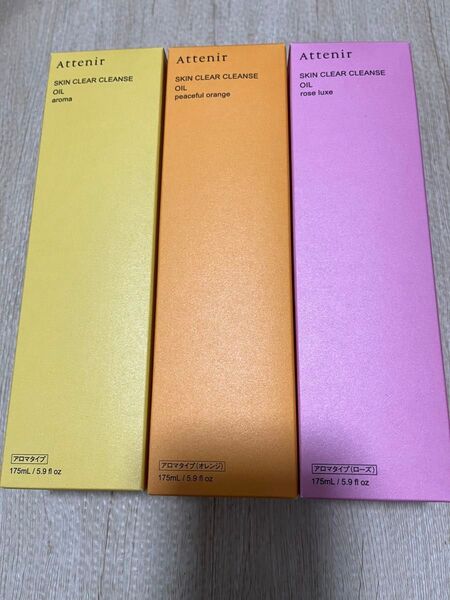 Attenir
SKIN CLEAR CLEANSE
OIL
aroma
アロマタイプ
175mL / 5.9 fl oz
Attenir
SKIN CLEAR CLEANSE
OIL
peaceful orange
アロマタイプ(オレンジ)
175mL / 5.9 fl oz
Attenir
SKIN CLEAR CLEANSE
OIL
rose luxe
アロマタイプ(ローズ)
175mL / 5.9 fl oz